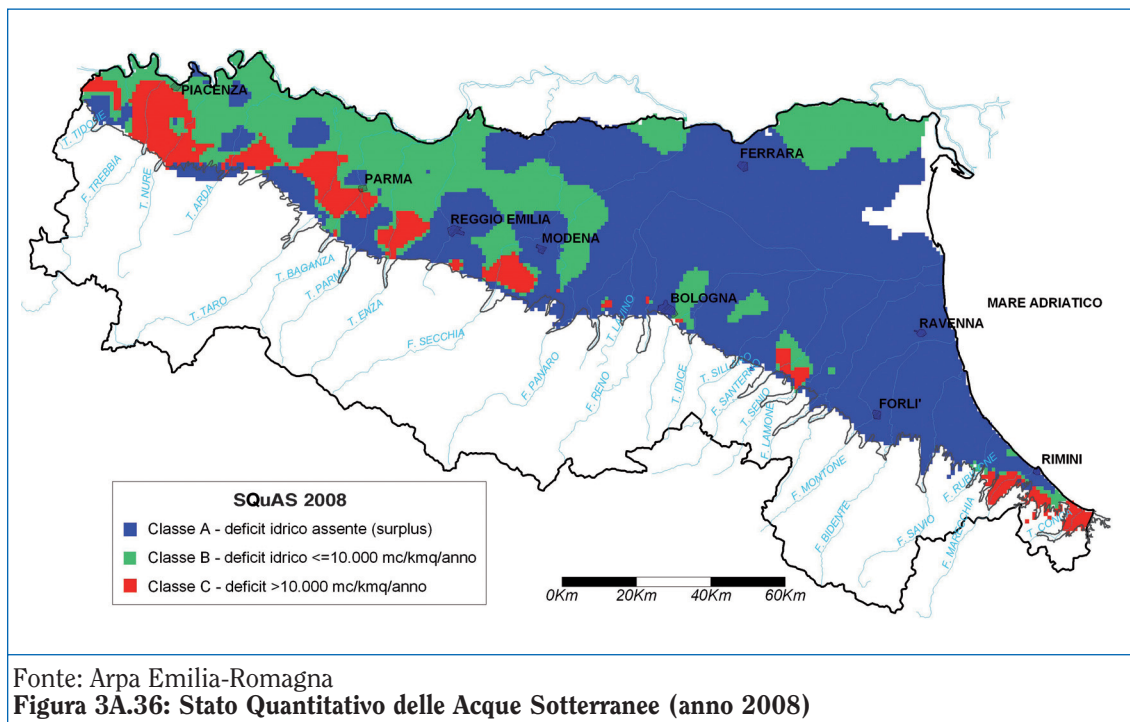 PIACENZA
T. TIDONE
F. TREBBIA
T. NURE
T. ARDA
PARMA
FERRARA
REGGIO EMILIA
MODENA
T. BAGANZA
T. PARMA
T. TARO
T. ENZA
F. SECCHIA
BOLOGNA
MARE ADRIATICO
RAVENNA
F. PANARO
F. RENO
T. LAVINO
T. IDICE
T. SILLARO
F. SANTERNO
T. SENIO
F. LAMONE
FORLI'
F. MONTONE
F. BIDENTE
F. SAVIO
F. RUBICONE
F. MARECCHIA
RIMINI
T. CONCA
SQuAS 2008
Classe A - deficit idrico assente (surplus)
Classe B - deficit idrico <=10.000 mc/kmq/anno
Classe C - deficit >10.000 mc/kmq/anno
0Km 20Km 40Km 60Km
Fonte: Arpa Emilia-Romagna
Figura 3A.36: Stato Quantitativo delle Acque Sotterranee (anno 2008)